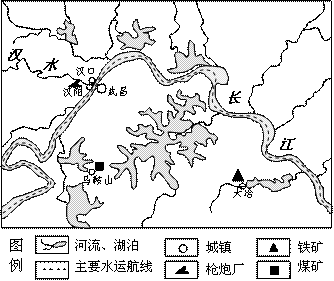 汉水
汉口
汉阳
武昌
长江
马鞍山
大冶
图例
河流、湖泊
城镇
铁矿
主要水运航线
枪炮厂
煤矿